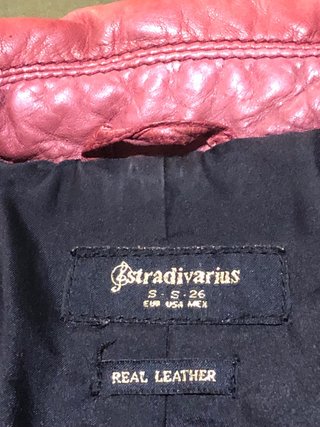 Stradivarius
S - S - 26
EUR USA MEX
REAL LEATHER